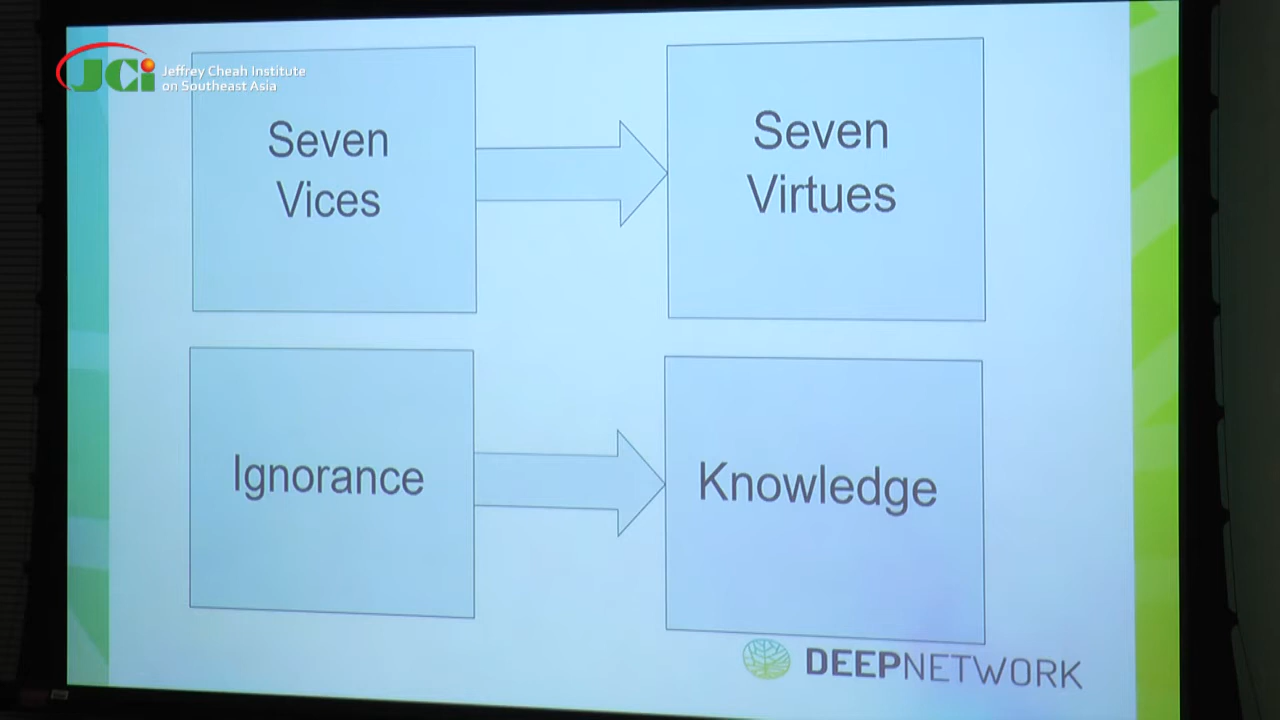 JCi
Jeffrey Cheah Institute
on Southeast Asia
Seven
Vices
Seven
Virtues
Ignorance
Knowledge
DEEPNETWORK